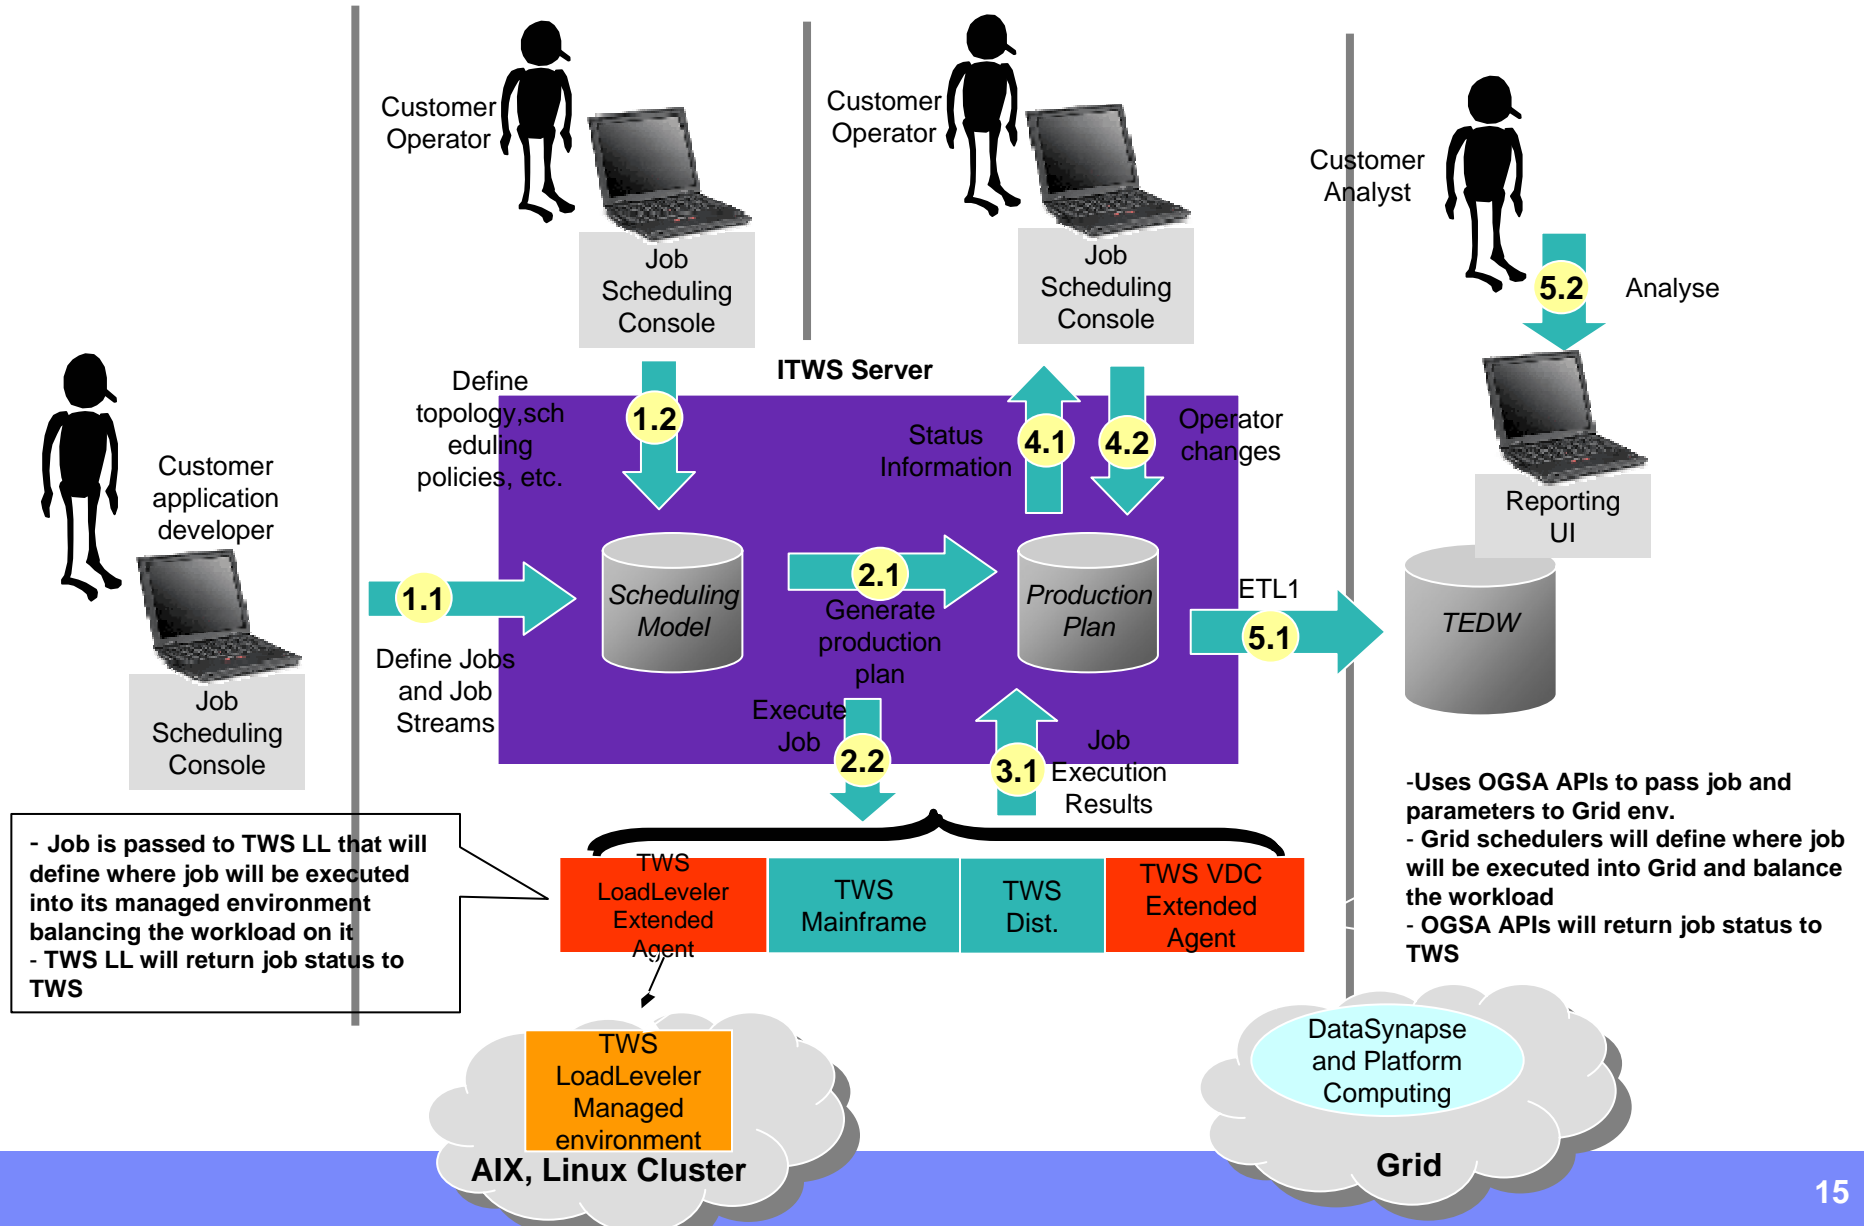 Customer
Operator
Customer
Operator
Customer
Analyst
Job
Scheduling
Console
Job
Scheduling
Console
5.2
Analyse
ITWS Server
Define
topology,sch
eduling
policies, etc.
1.2
Status
Information
4.1
4.2
Operator
changes
Customer
application
developer
Reporting
UI
1.1
Scheduling
Model
2.1
Generate
production
plan
Production
Plan
ETL1
5.1
TEDW
Define Jobs
and Job
Streams
Job
Scheduling
Console
Execute
Job
2.2
3.1
Job
Execution
Results
- Job is passed to TWS LL that will
define where job will be executed
into its managed environment
balancing the workload on it
- TWS LL will return job status to
TWS
TWS
LoadLeveler
Extended
Agent
TWS
Mainframe
TWS
Dist.
TWS VDC
Extended
Agent
-Uses OGSA APIs to pass job and
parameters to Grid env.
- Grid schedulers will define where job
will be executed into Grid and balance
the workload
- OGSA APIs will return job status to
TWS
TWS
LoadLeveler
Managed
environment
AIX, Linux Cluster
DataSynapse
and Platform
Computing
Grid
15